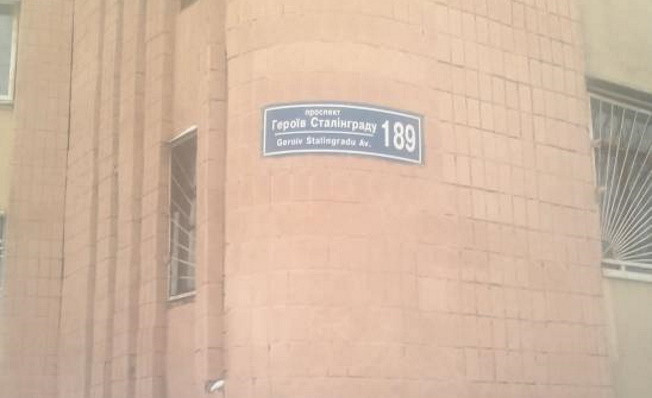 проспект
Героїв Сталінграду
Geroiv Stalingradu Av.
189